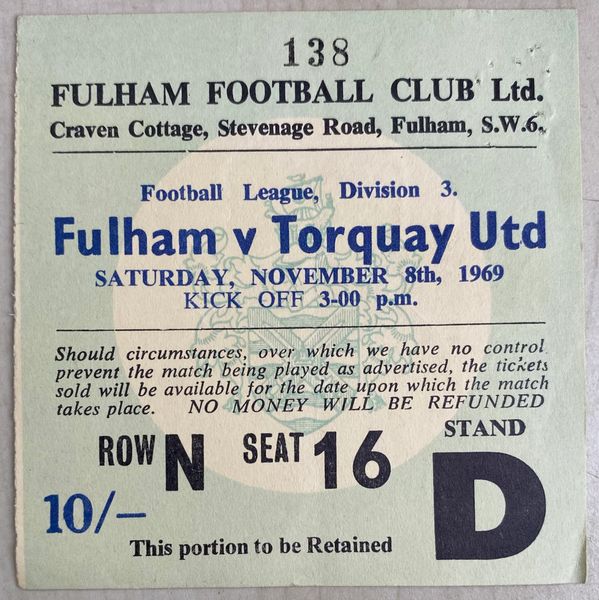 138
FULHAM FOOTBALL CLUB Ltd.
Craven Cottage, Stevenage Road, Fulham, S.W.6.
Football League, Division 3.
Fulham v Torquay Utd
SATURDAY, NOVEMBER 8th, 1969
KICK OFF 3-00 p.m.
Should circumstances, over which we have no control
prevent the match being played as advertised, the tickets
sold will be available for the date upon which the match
takes place. NO MONEY WILL BE REFUNDED
ROW N SEAT 16 STAND D
10/-
This portion to be Retained